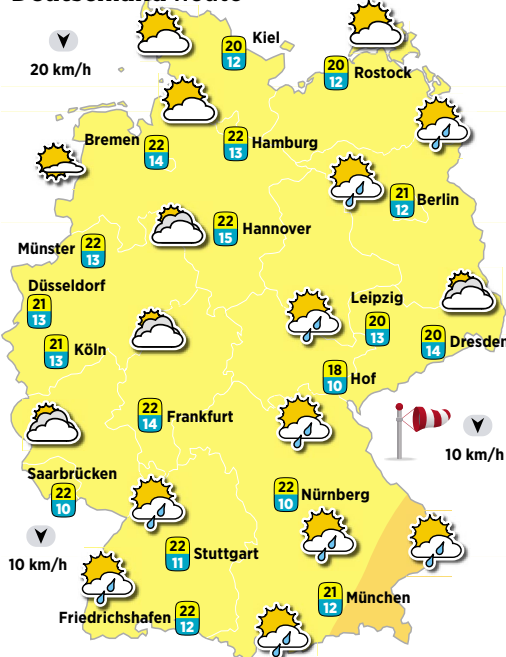 Deutschland heute
20 km/h
20
12
Kiel
20
12
Rostock
Bremen
22
14
22
13
Hamburg
21
12
Berlin
22
15
Hannover
Münster
22
13
Düsseldorf
21
13
Leipzig
20
13
20
14
Dresden
21
13
Köln
18
10
Hof
22
14
Frankfurt
10 km/h
Saarbrücken
22
10
22
10
Nürnberg
10 km/h
22
11
Stuttgart
21
12
München
Friedrichshafen
22
12